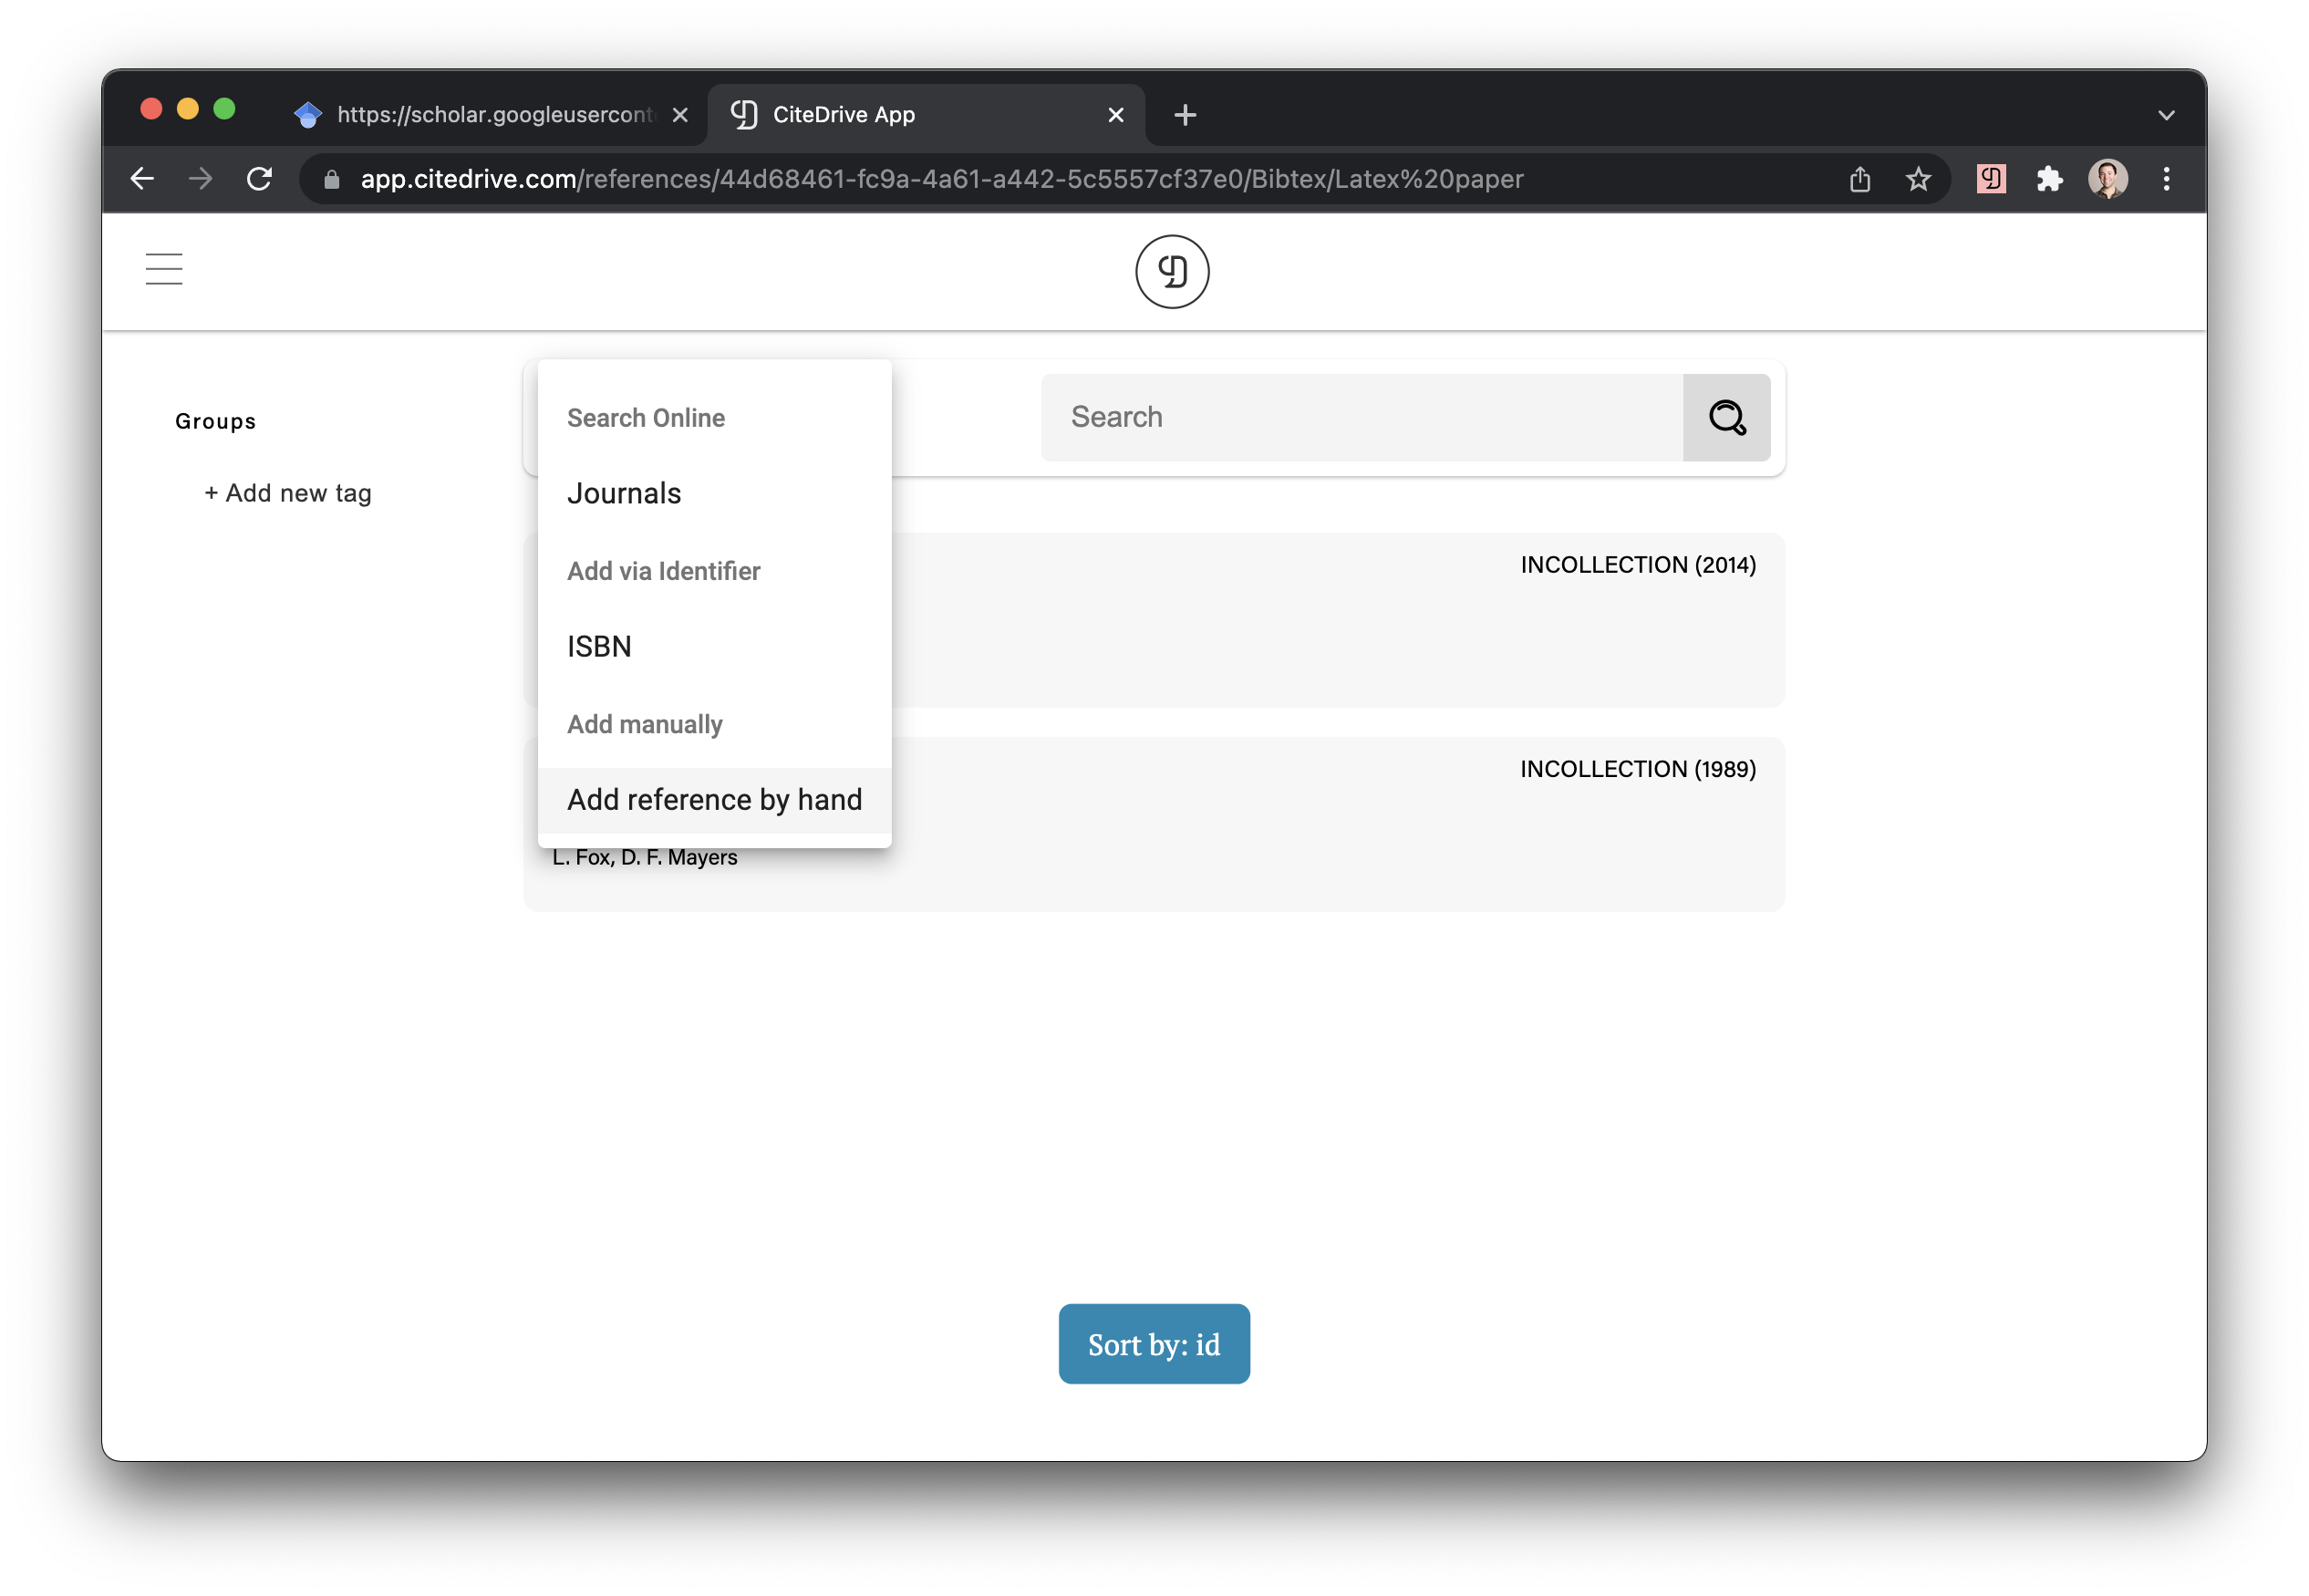 https://scholar.googleusercont
CiteDrive App
app.citedrive.com/references/44d68461-fc9a-4a61-a442-5c5557cf37e0/Bibtex/Latex%20paper
Groups
+ Add new tag
Search Online
Journals
Add via Identifier
ISBN
Add manually
Add reference by hand
Search
INCOLLECTION (2014)
INCOLLECTION (1989)
L. Fox, D. F. Mayers
Sort by: id